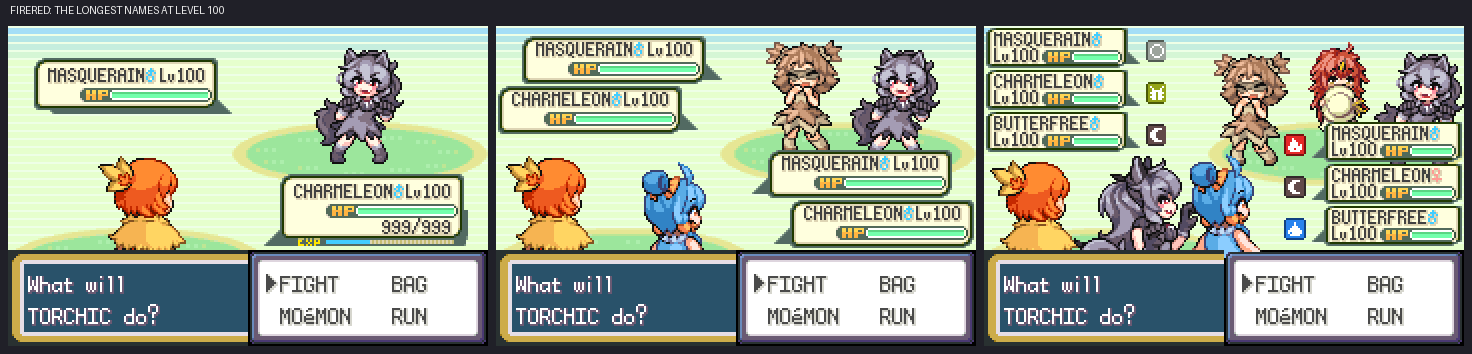 FIRERED: THE LONGEST NAMES AT LEVEL 100
MASQUERAIN♂Lv100
HP
CHARMELEON♂Lv100
HP
999/999
EXP
What will
TORCHIC do?
▶FIGHT BAG
MOéMON RUN
MASQUERAIN♂Lv100
HP
CHARMELEON♂Lv100
HP
MASQUERAIN♂Lv100
HP
CHARMELEON♂Lv100
HP
What will
TORCHIC do?
▶FIGHT BAG
MOéMON RUN
MASQUERAIN♂
Lv100 HP
CHARMELEON♂
Lv100 HP
BUTTERFREE♂
Lv100 HP
MASQUERAIN♂
Lv100 HP
CHARMELEON♀
Lv100 HP
BUTTERFREE♂
Lv100 HP
What will
TORCHIC do?
▶FIGHT BAG
MOéMON RUN